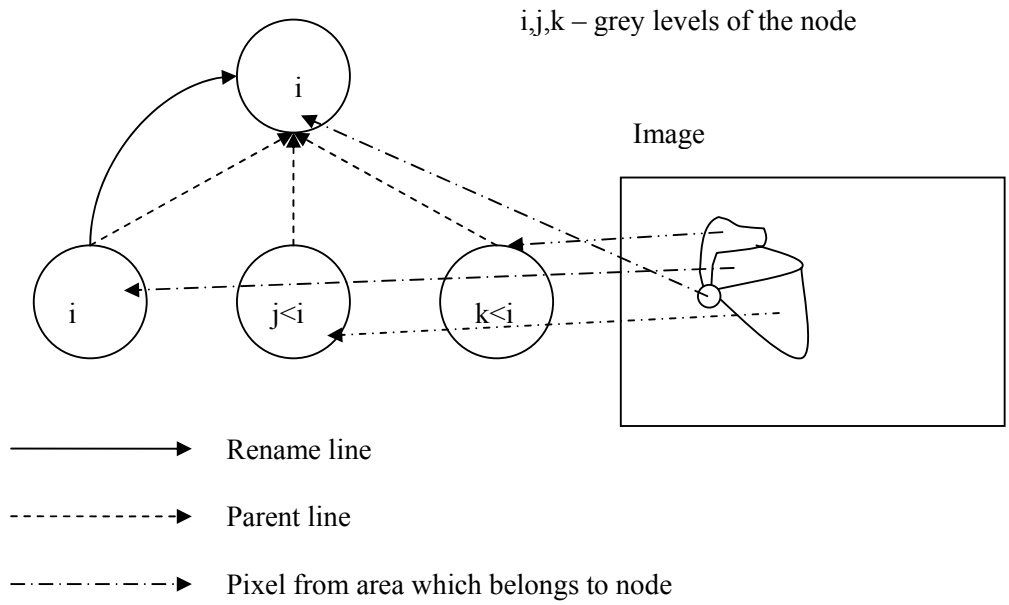 i,j,k – grey levels of the node
i
Image
i
j<i
k<i
Rename line
Parent line
Pixel from area which belongs to node